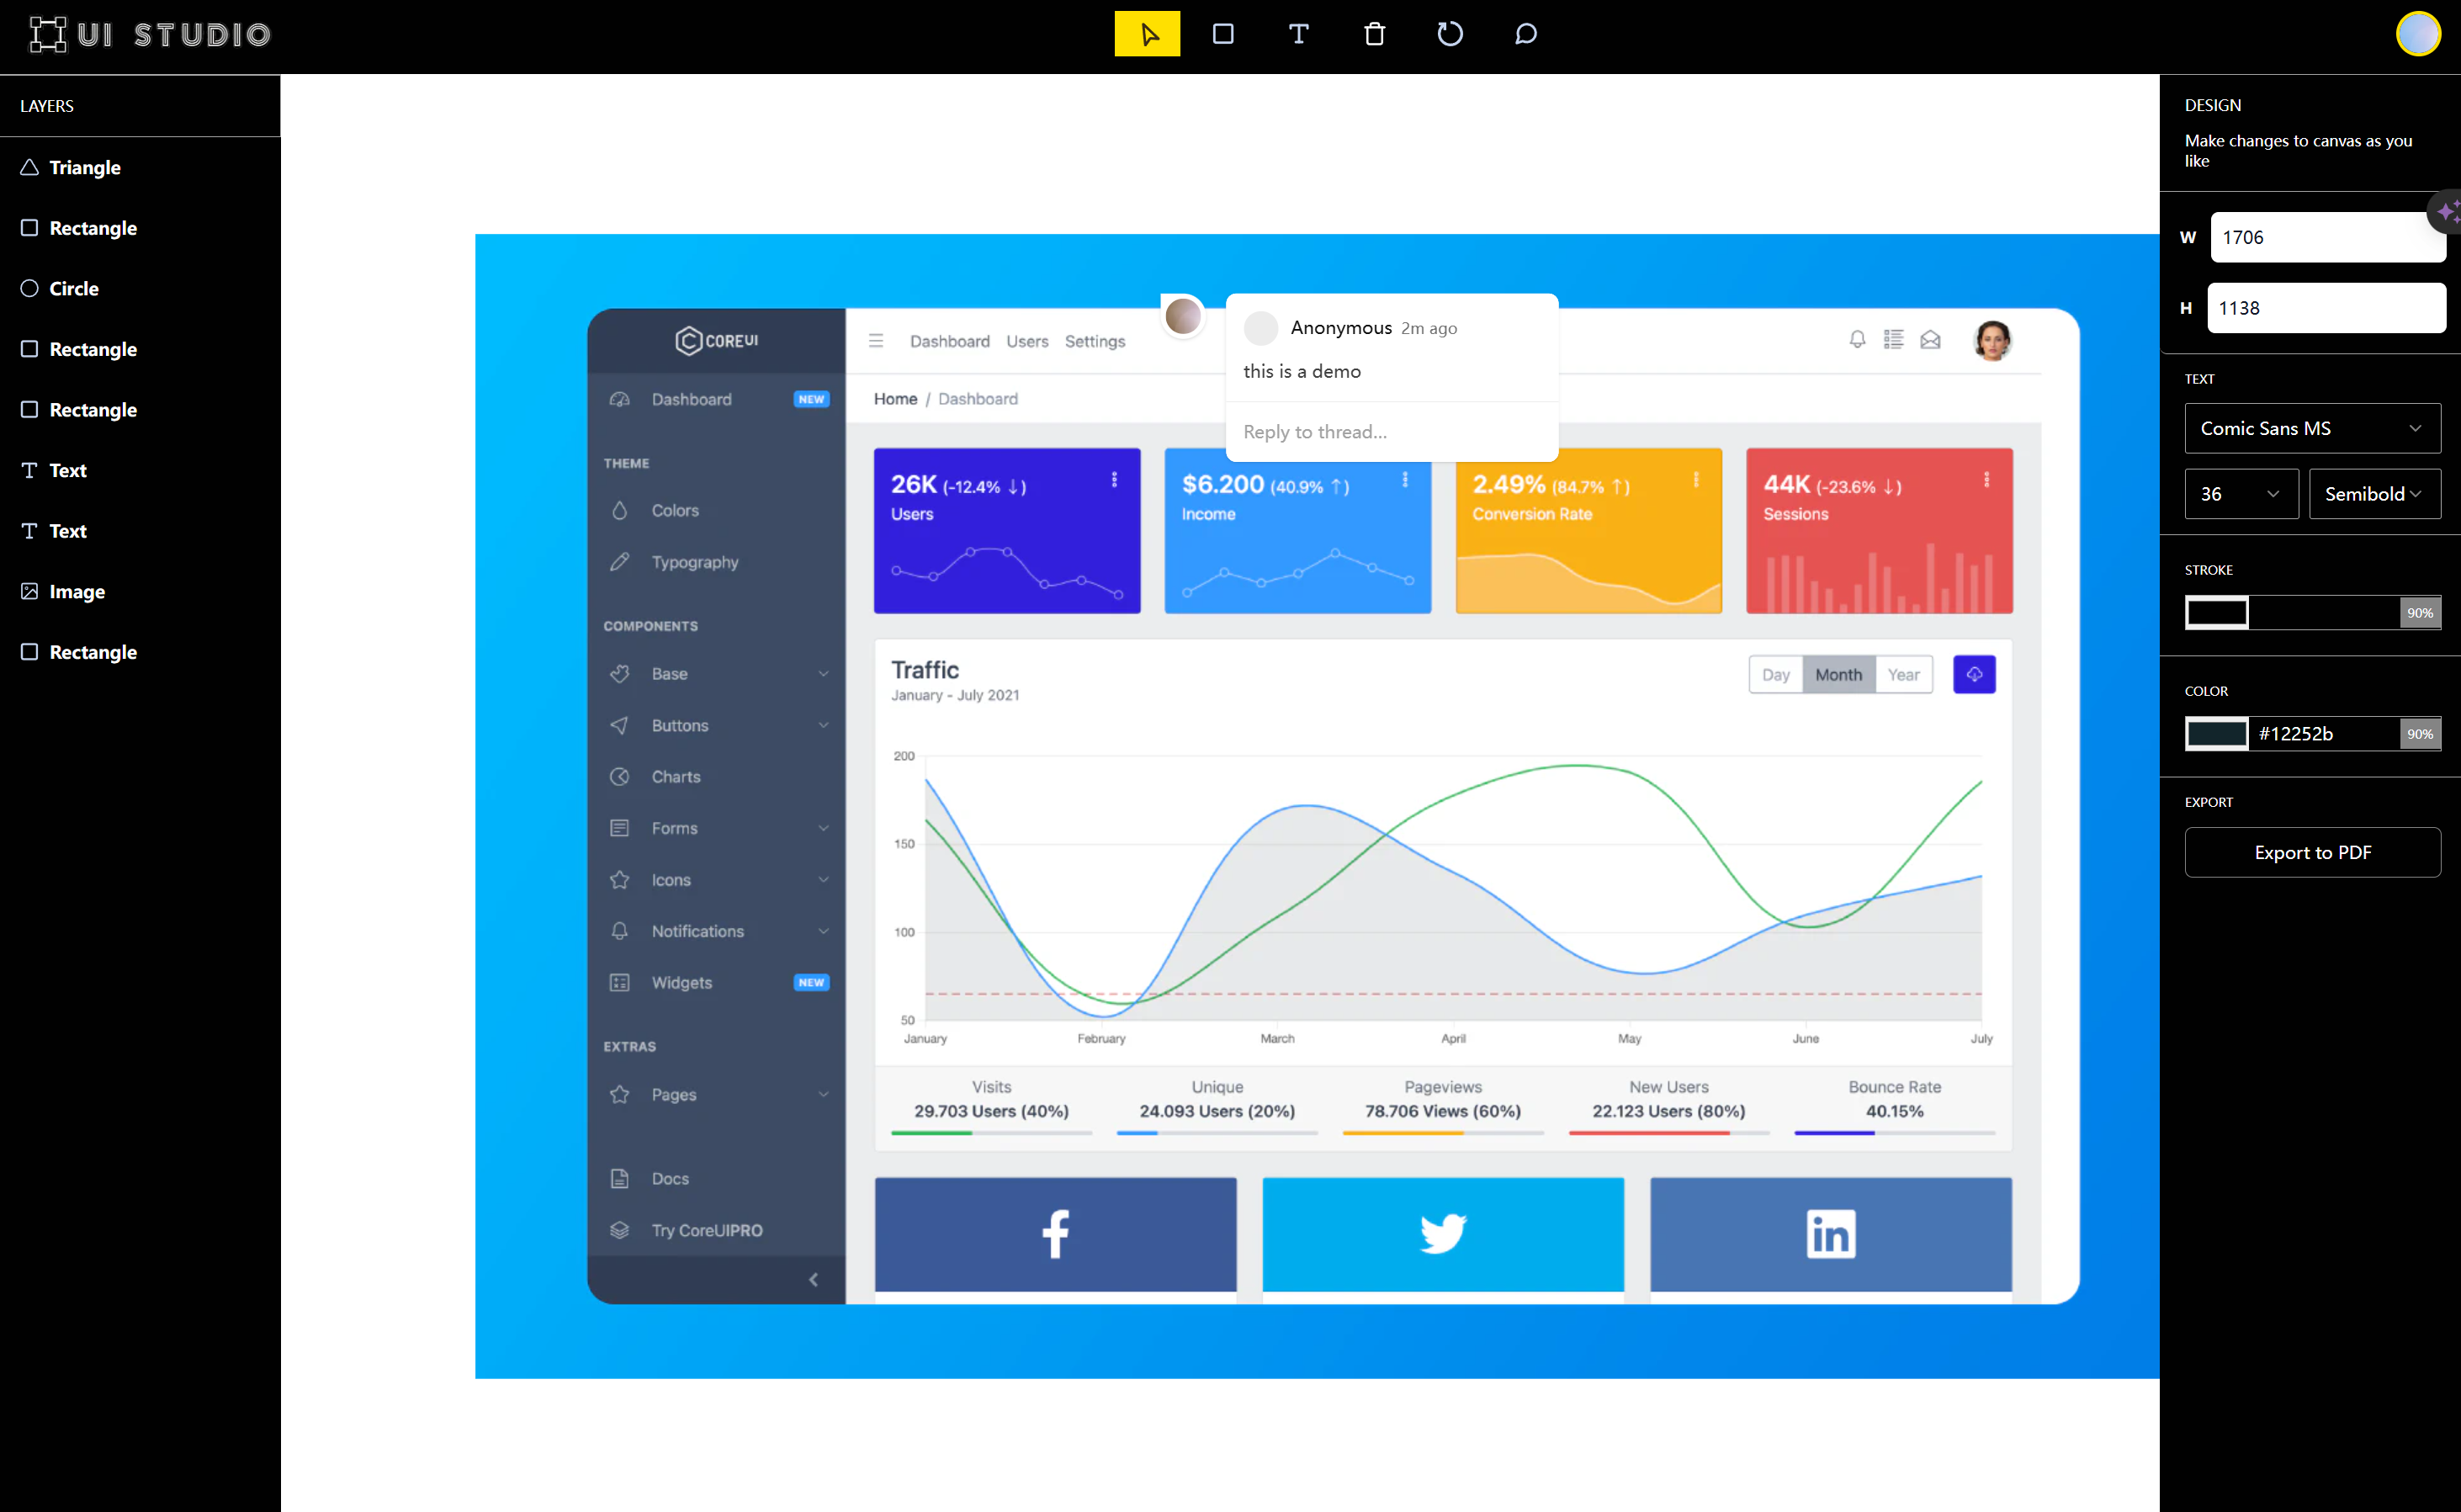 UI STUDIO
LAYERS
Triangle
Rectangle
Circle
Rectangle
Rectangle
Text
Text
Image
Rectangle
COREUI
Dashboard NEW
THEME
Colors
Typography
COMPONENTS
Base
Buttons
Charts
Forms
Icons
Notifications
Widgets NEW
EXTRAS
Pages
Docs
Try CoreUIPRO
Dashboard Users Settings
Home / Dashboard
Anonymous 2m ago
this is a demo
Reply to thread...
26K (-12.4% ↓)
Users
$6.200 (40.9% ↑)
Income
2.49% (84.7% ↑)
Conversion Rate
44K (-23.6% ↓)
Sessions
Traffic
January - July 2021
Day Month Year
200
150
100
50
January February March April May June July
Visits
29.703 Users (40%)
Unique
24.093 Users (20%)
Pageviews
78.706 Views (60%)
New Users
22.123 Users (80%)
Bounce Rate
40.15%
f
in
DESIGN
Make changes to canvas as you
like
W 1706
H 1138
TEXT
Comic Sans MS
36 Semibold
STROKE
90%
COLOR
#12252b 90%
EXPORT
Export to PDF